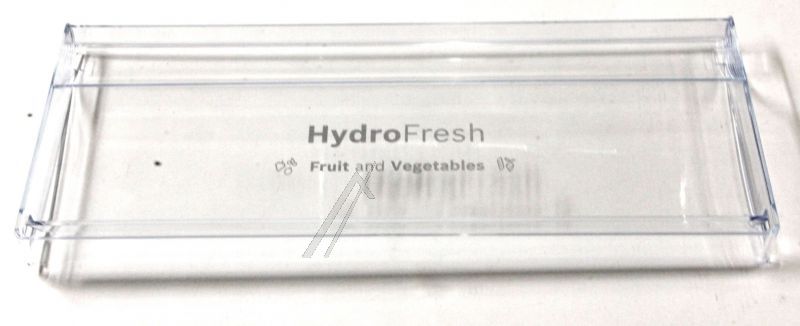 HydroFresh
Fruit and Vegetables